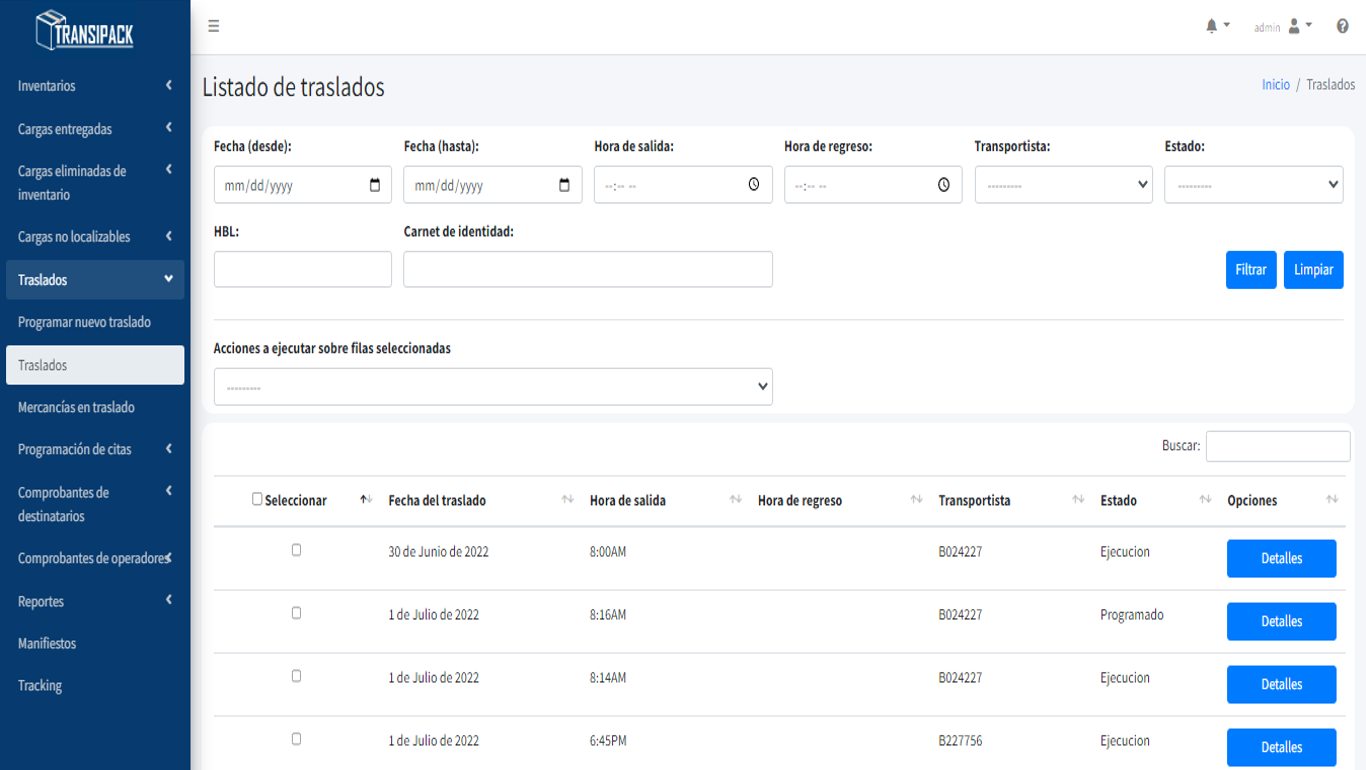 TRANSIPACK
admin
Inventarios
Cargas entregadas
Cargas eliminadas de
inventario
Cargas no localizables
Traslados
Programar nuevo traslado
Traslados
Mercancías en traslado
Programación de citas
Comprobantes de
destinatarios
Comprobantes de operadores
Reportes
Manifiestos
Tracking
Listado de traslados
Inicio / Traslados
Fecha (desde): Fecha (hasta): Hora de salida: Hora de regreso: Transportista: Estado:
mm/dd/yyyy mm/dd/yyyy --:-- -- --:-- -- --------- ---------
HBL: Carnet de identidad:
Filtrar Limpiar
Acciones a ejecutar sobre filas seleccionadas
---------
Buscar:
Seleccionar Fecha del traslado Hora de salida Hora de regreso Transportista Estado Opciones
30 de Junio de 2022 8:00AM B024227 Ejecucion Detalles
1 de Julio de 2022 8:16AM B024227 Programado Detalles
1 de Julio de 2022 8:14AM B024227 Ejecucion Detalles
1 de Julio de 2022 6:45PM B227756 Ejecucion Detalles